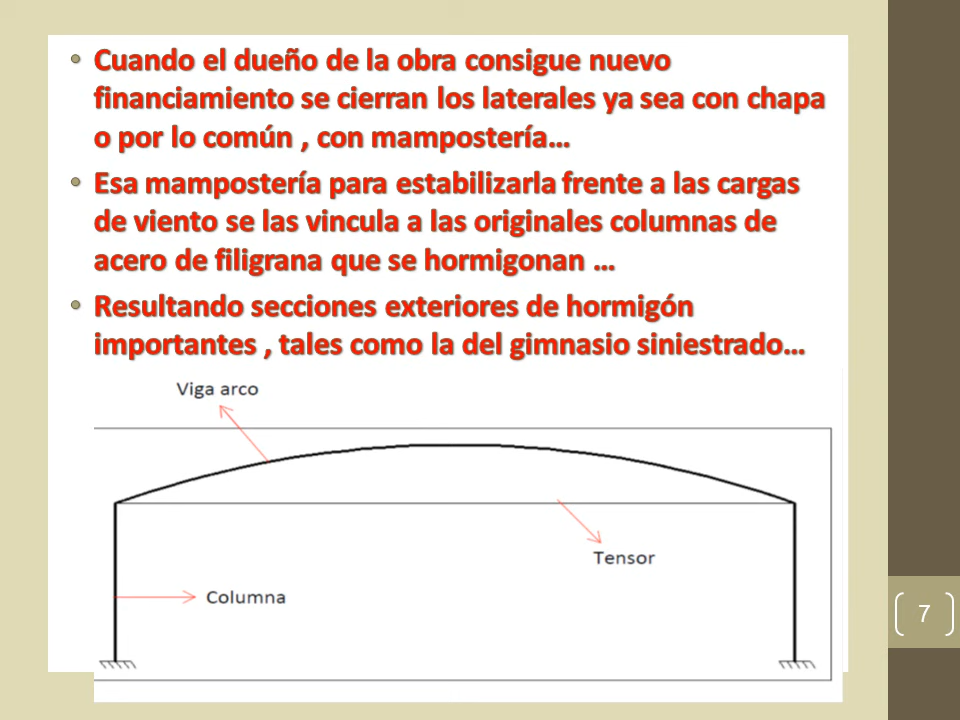 • Cuando el dueño de la obra consigue nuevo
financiamiento se cierran los laterales ya sea con chapa
o por lo común , con mampostería...
• Esa mampostería para estabilizarla frente a las cargas
de viento se las vincula a las originales columnas de
acero de filigrana que se hormigonan ...
• Resultando secciones exteriores de hormigón
importantes , tales como la del gimnasio siniestrado...
Viga arco
Tensor
Columna
7